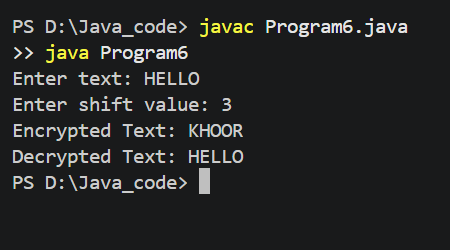 PS D:\Java_code> javac Program6.java
>> java Program6
Enter text: HELLO
Enter shift value: 3
Encrypted Text: KHOOR
Decrypted Text: HELLO
PS D:\Java_code>